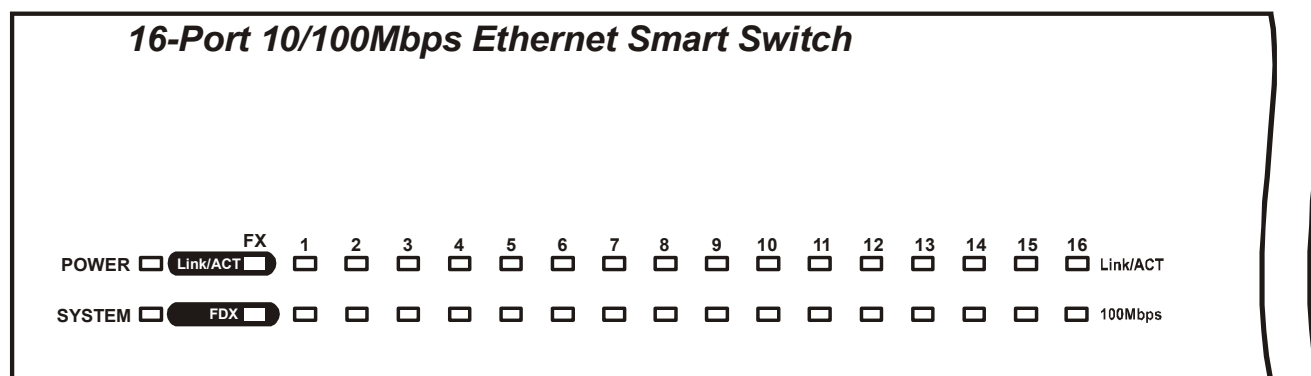 16-Port 10/100Mbps Ethernet Smart Switch
FX 1 2 3 4 5 6 7 8 9 10 11 12 13 14 15 16
POWER Link/ACT Link/ACT
SYSTEM FDX 100Mbps